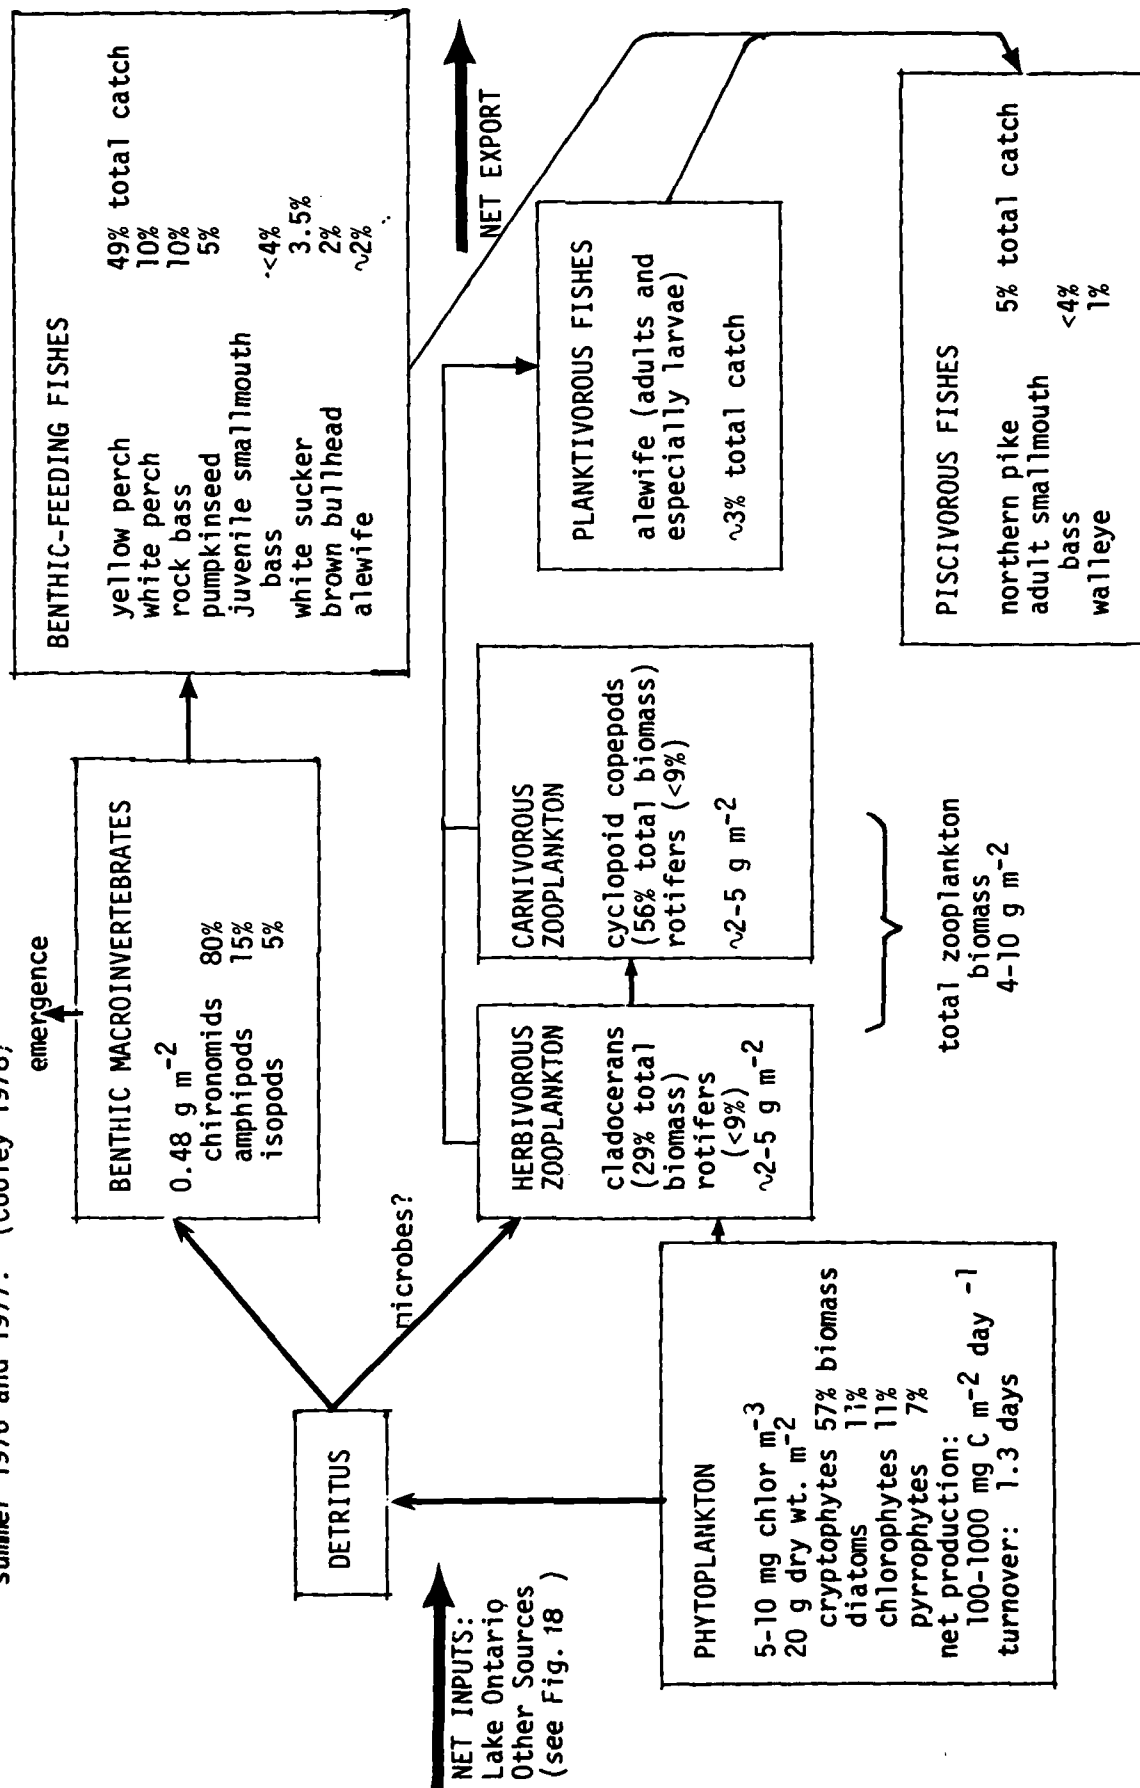 summer 1976 and 1977. (Cooley 1978)
emergence
BENTHIC MACROINVERTEBRATES
0.48 g m⁻²
chironomids 80%
amphipods 15%
isopods 5%
BENTHIC-FEEDING FISHES
yellow perch 49% total catch
white perch 10%
rock bass 10%
pumpkinseed 5%
juvenile smallmouth
bass <4%
white sucker 3.5%
brown bullhead 2%
alewife ~2%
NET EXPORT
DETRITUS
microbes?
NET INPUTS:
Lake Ontario
Other Sources
(see Fig. 18 )
HERBIVOROUS
ZOOPLANKTON
cladocerans
(29% total
biomass)
rotifers
(<9%)
~2-5 g m⁻²
CARNIVOROUS
ZOOPLANKTON
cyclopoid copepods
(56% total biomass)
rotifers (<9%)
~2-5 g m⁻²
PLANKTIVOROUS FISHES
alewife (adults and
especially larvae)
~3% total catch
PHYTOPLANKTON
5-10 mg chlor m⁻³
20 g dry wt. m⁻²
cryptophytes 57% biomass
diatoms 11%
chlorophytes 11%
pyrrophytes 7%
net production:
100-1000 mg C m⁻² day ⁻¹
turnover: 1.3 days
total zooplankton
biomass
4-10 g m⁻²
PISCIVOROUS FISHES
northern pike 5% total catch
adult smallmouth
bass <4%
walleye 1%